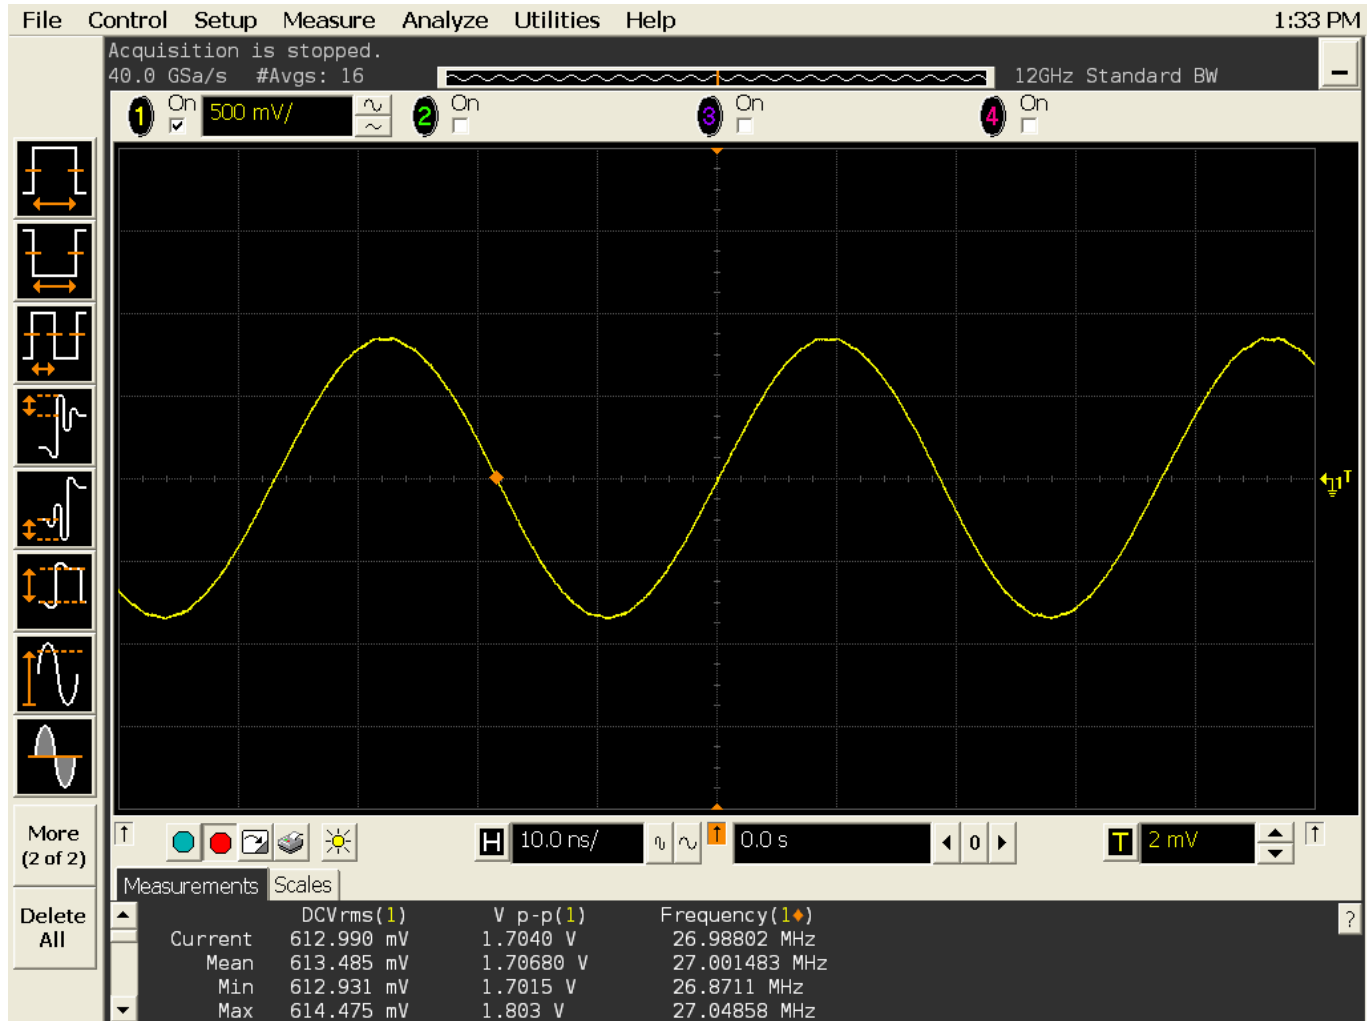 File Control Setup Measure Analyze Utilities Help 1:33 PM
Acquisition is stopped.
40.0 GSa/s #Avgs: 16 12GHz Standard BW
1 On 500 mV/ 2 On 3 On 4 On
1 T
More
(2 of 2)
Delete
All
H 10.0 ns/ 0.0 s 0 T 2 mV
Measurements Scales
DCVrms(1) V p-p(1) Frequency(1♦) ?
Current 612.990 mV 1.7040 V 26.98802 MHz
Mean 613.485 mV 1.70680 V 27.001483 MHz
Min 612.931 mV 1.7015 V 26.8711 MHz
Max 614.475 mV 1.803 V 27.04858 MHz